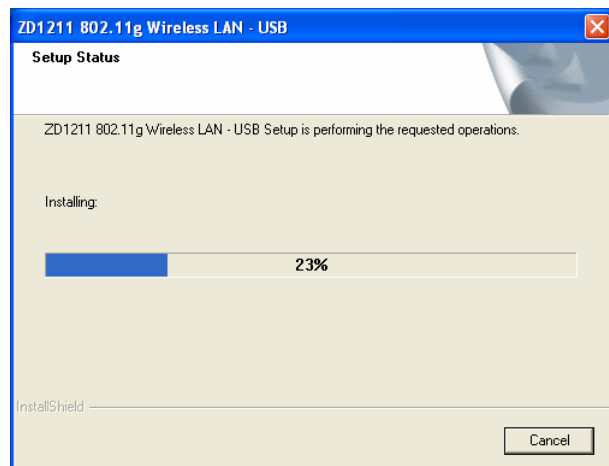 ZD1211 802.11g Wireless LAN - USB
Setup Status
ZD1211 802.11g Wireless LAN - USB Setup is performing the requested operations.
Installing:
23%
InstallShield
Cancel